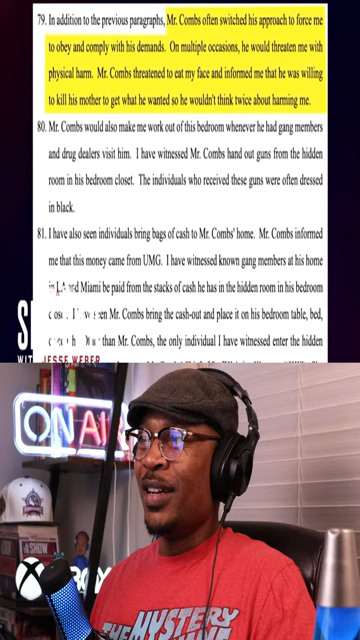 79. In addition to the previous paragraphs, Mr. Combs often switched his approach to force me
to obey and comply with his demands. On multiple occasions, he would threaten me with
physical harm. Mr. Combs threatened to eat my face and informed me that he was willing
to kill his mother to get what he wanted so he wouldn't think twice about harming me.
80. Mr. Combs would also make me work out of this bedroom whenever he had gang members
and drug dealers visit him. I have witnessed Mr. Combs hand out guns from the hidden
room in his bedroom closet. The individuals who received these guns were often dressed
in black.
81. I have also seen individuals bring bags of cash to Mr. Combs' home. Mr. Combs informed
me that this money came from UMG. I have witnessed known gang members at his home
in LA and Miami be paid from the stacks of cash he has in the hidden room in his bedroom
seen Mr. Combs bring the cash-out and place it on his bedroom table, bed,
than Mr. Combs, the only individual I have witnessed enter the hidden
JESSE WEBER
ON AIR
SHOW
THE MYSTERY